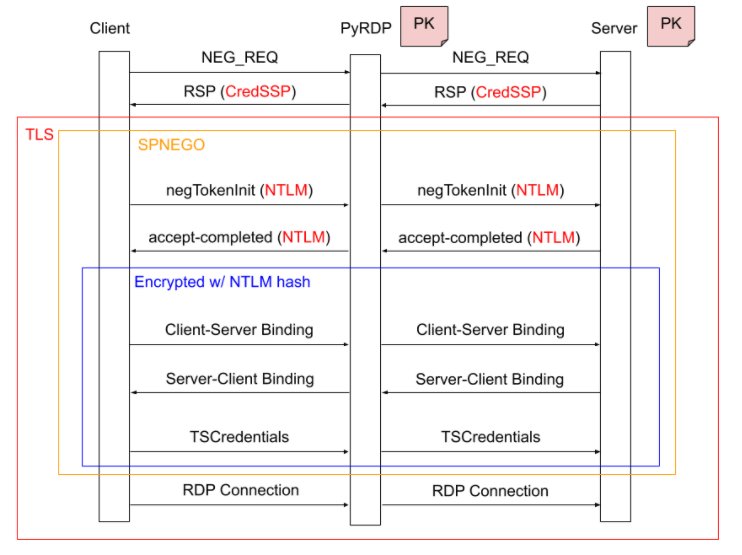 Client
PyRDP
PK
Server
PK
NEG_REQ
NEG_REQ
RSP (CredSSP)
RSP (CredSSP)
TLS
SPNEGO
negTokenInit (NTLM)
negTokenInit (NTLM)
accept-completed (NTLM)
accept-completed (NTLM)
Encrypted w/ NTLM hash
Client-Server Binding
Client-Server Binding
Server-Client Binding
Server-Client Binding
TSCredentials
TSCredentials
RDP Connection
RDP Connection